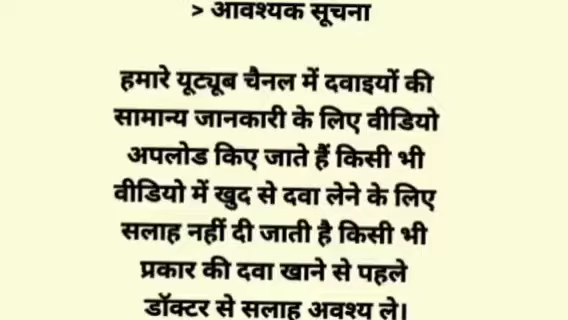 > आवश्यक सूचना
हमारे यूट्यूब चैनल में दवाइयों की
सामान्य जानकारी के लिए वीडियो
अपलोड किए जाते हैं किसी भी
वीडियो में खुद से दवा लेने के लिए
सलाह नहीं दी जाती है किसी भी
प्रकार की दवा खाने से पहले
डॉक्टर से सलाह अवश्य ले।